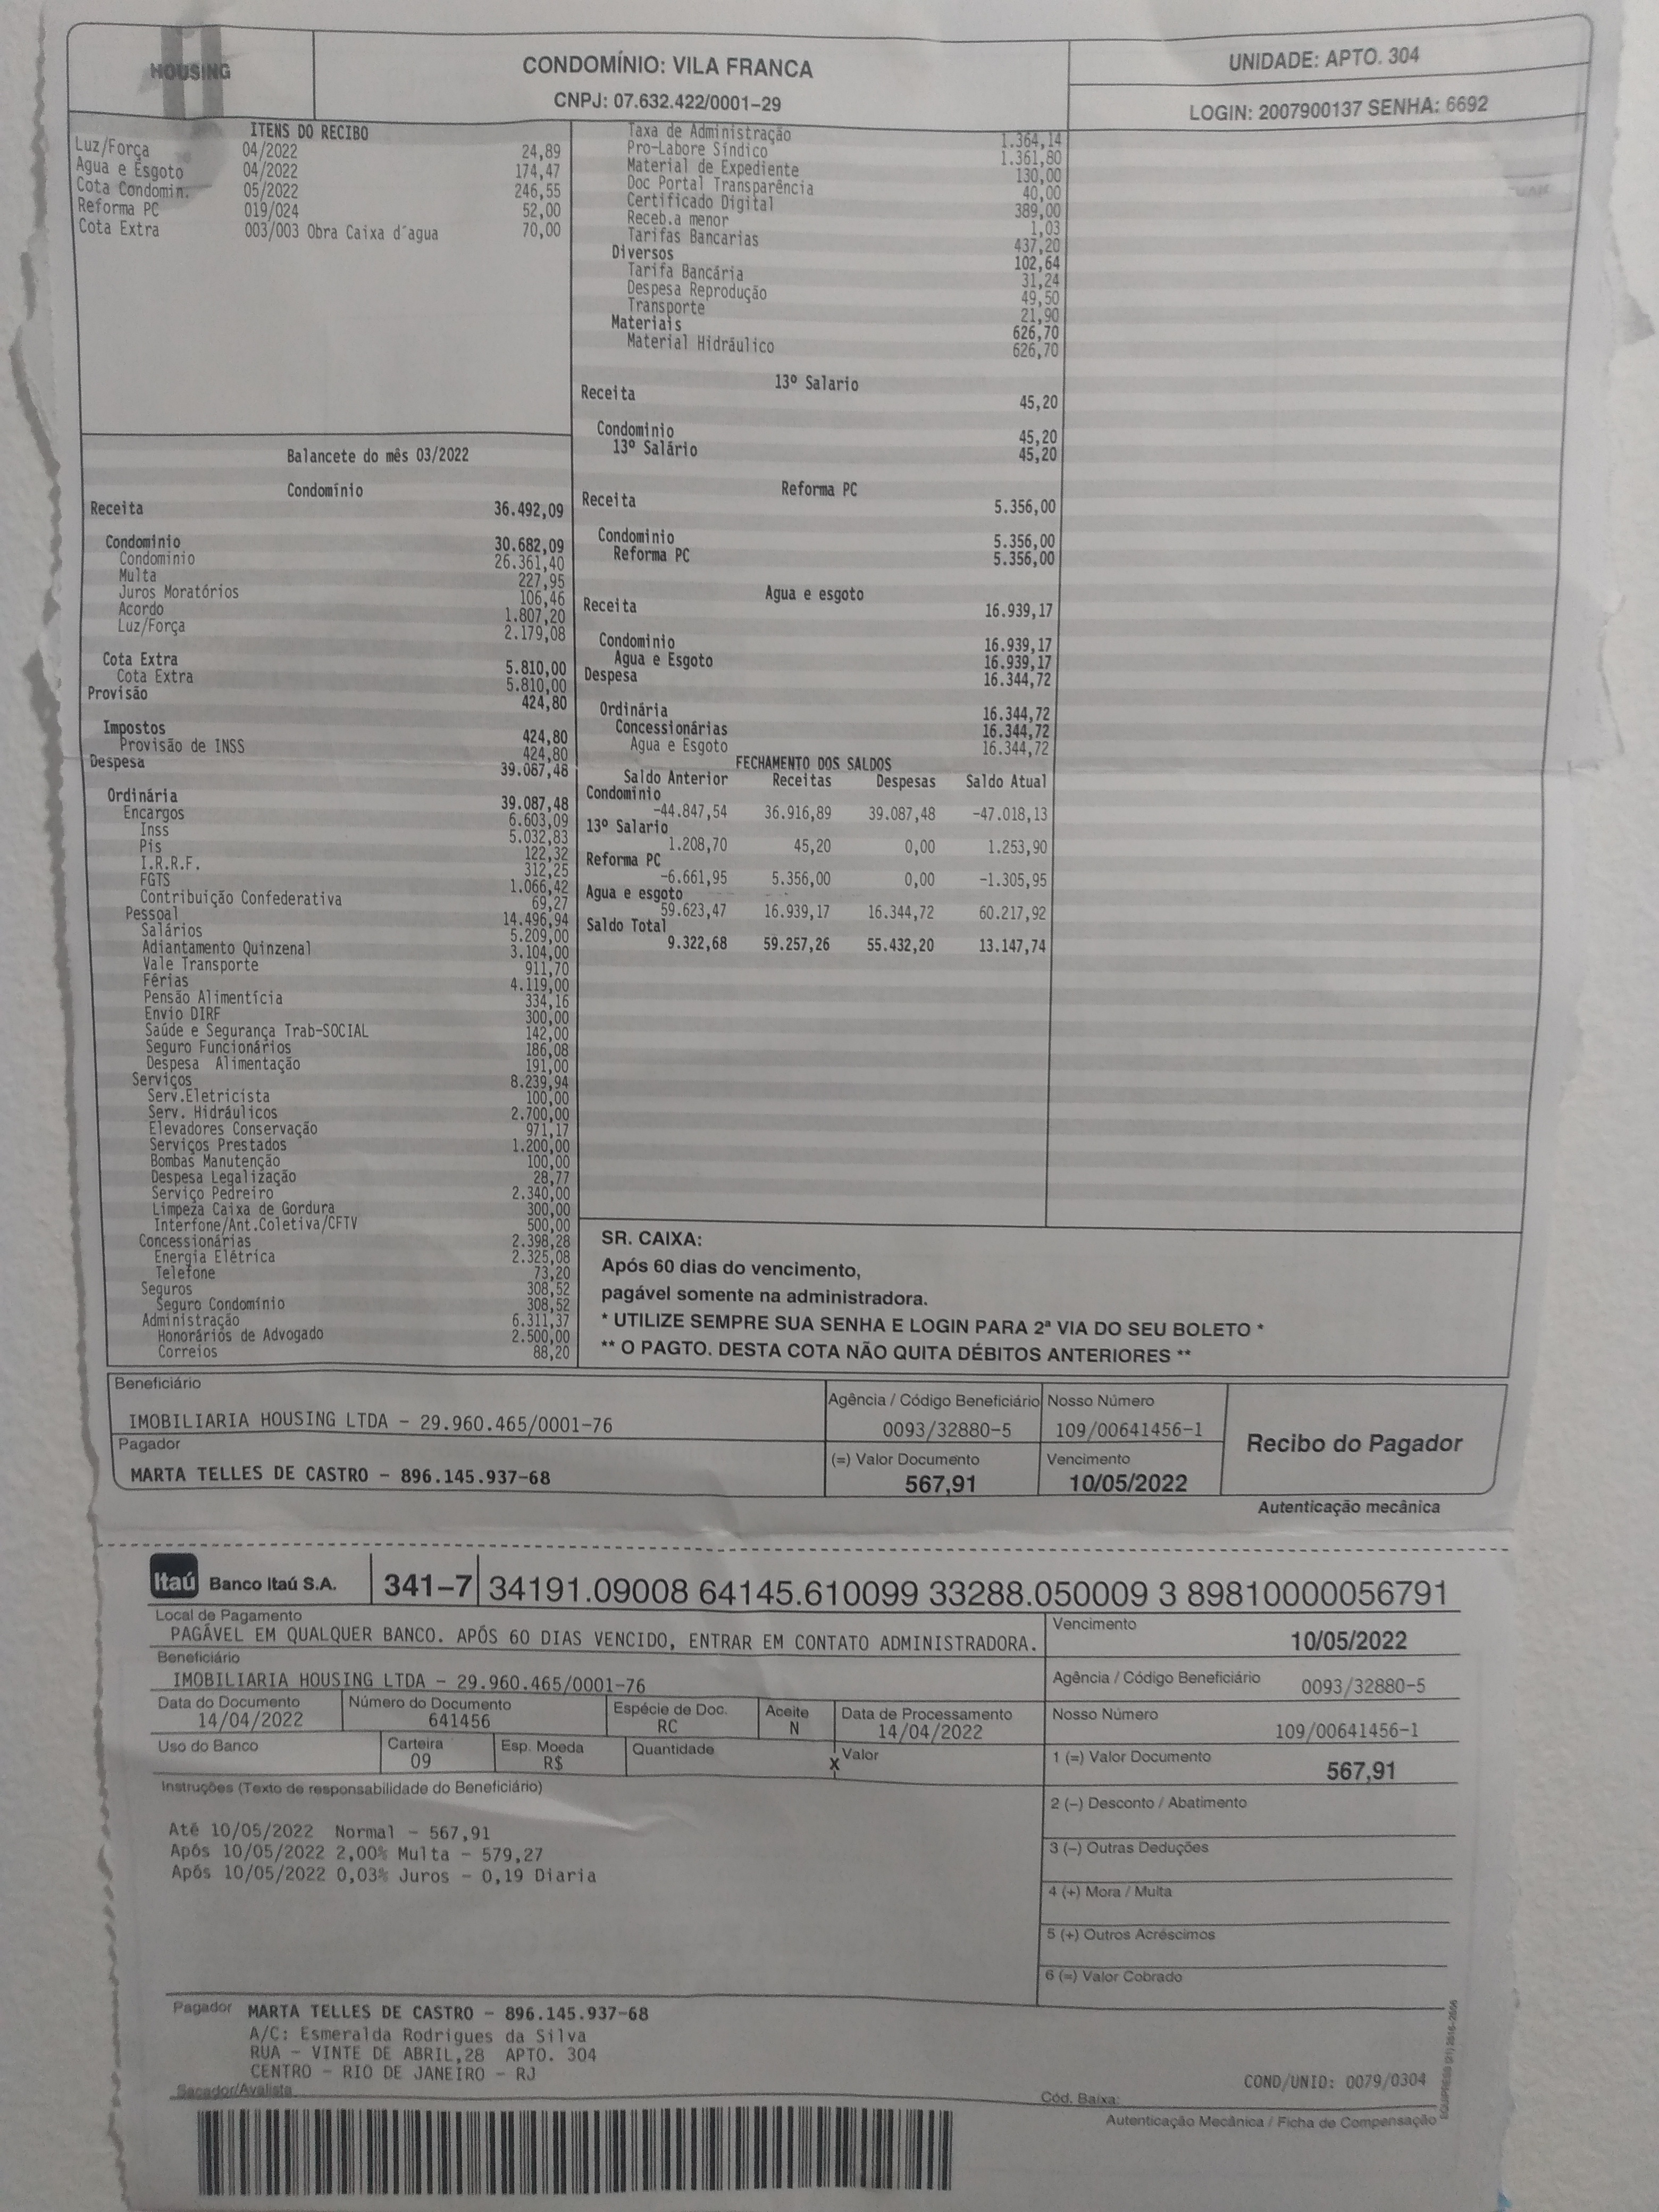 HOUSING
CONDOMÍNIO: VILA FRANCA
CNPJ: 07.632.422/0001-29
UNIDADE: APTO. 304
LOGIN: 2007900137 SENHA: 6692
ITENS DO RECIBO
Luz/Força 04/2022 24,89
Agua e Esgoto 04/2022 174,47
Cota Condomin. 05/2022 246,55
Reforma PC 019/024 52,00
Cota Extra 003/003 Obra Caixa d´agua 70,00
Balancete do mês 03/2022
Condomínio
Receita 36.492,09
Condominio 30.682,09
Condominio 26.361,40
Multa 227,95
Juros Moratórios 106,46
Acordo 1.807,20
Luz/Força 2.179,08
Cota Extra 5.810,00
Cota Extra 5.810,00
Provisão 424,80
Impostos 424,80
Provisão de INSS 424,80
Despesa 39.087,48
Ordinária 39.087,48
Encargos 6.603,09
Inss 5.032,83
Pis 122,32
I.R.R.F. 312,25
FGTS 1.066,42
Contribuição Confederativa 69,27
Pessoal 14.496,94
Salários 5.209,00
Adiantamento Quinzenal 3.104,00
Vale Transporte 911,70
Férias 4.119,00
Pensão Alimentícia 334,16
Envio DIRF 300,00
Saúde e Segurança Trab-SOCIAL 142,00
Seguro Funcionários 186,08
Despesa Alimentação 191,00
Serviços 8.239,94
Serv.Eletricista 100,00
Serv. Hidráulicos 2.700,00
Elevadores Conservação 971,17
Serviços Prestados 1.200,00
Bombas Manutenção 100,00
Despesa Legalização 28,77
Serviço Pedreiro 2.340,00
Limpeza Caixa de Gordura 300,00
Interfone/Ant.Coletiva/CFTV 500,00
Concessionárias 2.398,28
Energia Elétrica 2.325,08
Telefone 73,20
Seguros 308,52
Seguro Condomínio 308,52
Administração 6.311,37
Honorários de Advogado 2.500,00
Correios 88,20
Taxa de Administração 1.364,14
Pro-Labore Síndico 1.361,80
Material de Expediente 130,00
Doc Portal Transparência 40,00
Certificado Digital 389,00
Receb.a menor 1,03
Tarifas Bancarias 437,20
Diversos 102,64
Tarifa Bancária 31,24
Despesa Reprodução 49,50
Transporte 21,90
Materiais 626,70
Material Hidráulico 626,70
13º Salario
Receita 45,20
Condominio 45,20
13º Salário 45,20
Reforma PC
Receita 5.356,00
Condominio 5.356,00
Reforma PC 5.356,00
Agua e esgoto
Receita 16.939,17
Condominio 16.939,17
Agua e Esgoto 16.939,17
Despesa 16.344,72
Ordinária 16.344,72
Concessionárias 16.344,72
Agua e Esgoto 16.344,72
FECHAMENTO DOS SALDOS
Saldo Anterior Receitas Despesas Saldo Atual
Condomínio
-44.847,54 36.916,89 39.087,48 -47.018,13
13º Salario
1.208,70 45,20 0,00 1.253,90
Reforma PC
-6.661,95 5.356,00 0,00 -1.305,95
Agua e esgoto
59.623,47 16.939,17 16.344,72 60.217,92
Saldo Total
9.322,68 59.257,26 55.432,20 13.147,74
SR. CAIXA:
Após 60 dias do vencimento,
pagável somente na administradora.
* UTILIZE SEMPRE SUA SENHA E LOGIN PARA 2ª VIA DO SEU BOLETO *
** O PAGTO. DESTA COTA NÃO QUITA DÉBITOS ANTERIORES **
Beneficiário Agência / Código Beneficiário Nosso Número
IMOBILIARIA HOUSING LTDA - 29.960.465/0001-76 0093/32880-5 109/00641456-1
Recibo do Pagador
Pagador (=) Valor Documento Vencimento
MARTA TELLES DE CASTRO - 896.145.937-68 567,91 10/05/2022
Autenticação mecânica
Itaú Banco Itaú S.A. 341-7 34191.09008 64145.610099 33288.050009 3 89810000056791
Local de Pagamento Vencimento
PAGÁVEL EM QUALQUER BANCO. APÓS 60 DIAS VENCIDO, ENTRAR EM CONTATO ADMINISTRADORA. 10/05/2022
Beneficiário Agência / Código Beneficiário
IMOBILIARIA HOUSING LTDA - 29.960.465/0001-76 0093/32880-5
Data do Documento Número do Documento Espécie de Doc. Aceite Data de Processamento Nosso Número
14/04/2022 641456 RC N 14/04/2022 109/00641456-1
Uso do Banco Carteira Esp. Moeda Quantidade Valor 1 (=) Valor Documento
09 R$ X 567,91
Instruções (Texto de responsabilidade do Beneficiário)
2 (-) Desconto / Abatimento
Até 10/05/2022 Normal - 567,91
Após 10/05/2022 2,00% Multa - 579,27
Após 10/05/2022 0,03% Juros - 0,19 Diaria
3 (-) Outras Deduções
4 (+) Mora / Multa
5 (+) Outros Acréscimos
6 (=) Valor Cobrado
Pagador MARTA TELLES DE CASTRO - 896.145.937-68
A/C: Esmeralda Rodrigues da Silva
RUA - VINTE DE ABRIL,28 APTO. 304
CENTRO - RIO DE JANEIRO - RJ
COND/UNID: 0079/0304
Sacador/Avalista Cód. Baixa:
Autenticação Mecânica / Ficha de Compensação